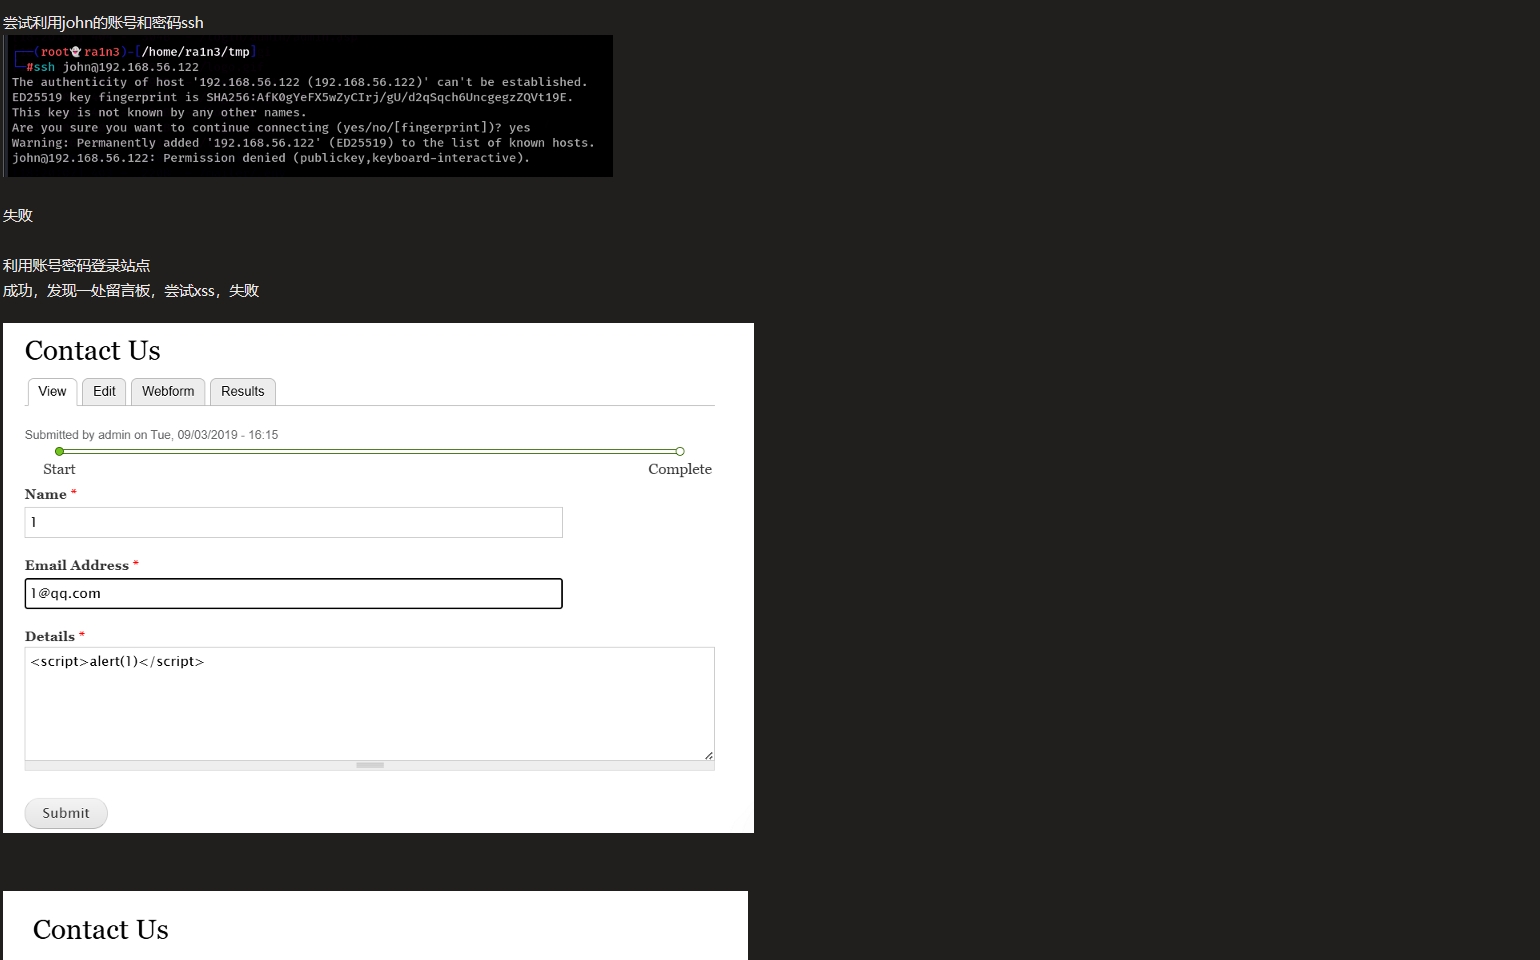 尝试利用john的账号和密码ssh
(root👻ra1n3)-[/home/ra1n3/tmp]
#ssh john@192.168.56.122
The authenticity of host '192.168.56.122 (192.168.56.122)' can't be established.
ED25519 key fingerprint is SHA256:AfK0gYeFX5wZyCIrj/gU/d2qSqch6UncgegzZQVt19E.
This key is not known by any other names.
Are you sure you want to continue connecting (yes/no/[fingerprint])? yes
Warning: Permanently added '192.168.56.122' (ED25519) to the list of known hosts.
john@192.168.56.122: Permission denied (publickey,keyboard-interactive).
失败
利用账号密码登录站点
成功，发现一处留言板，尝试xss，失败
Contact Us
View Edit Webform Results
Submitted by admin on Tue, 09/03/2019 - 16:15
Start Complete
Name *
1
Email Address *
1@qq.com
Details *
<script>alert(1)</script>
Submit
Contact Us